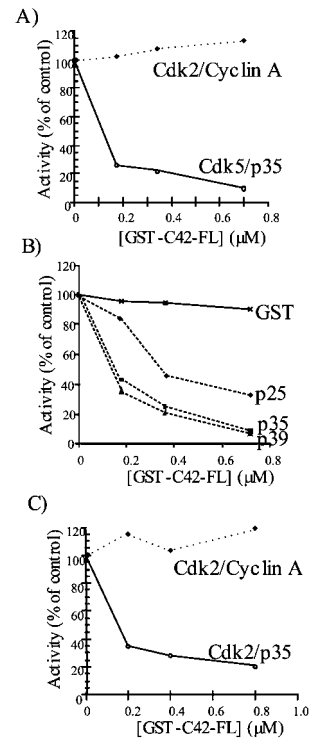 A)
120
100
80
60
40
20
0
Activity (% of control)
Cdk2/Cyclin A
Cdk5/p35
0 0.2 0.4 0.6 0.8
[GST-C42-FL] (μM)
B)
120
100
80
60
40
20
0
Activity (% of control)
GST
p25
p35
p39
0 0.2 0.4 0.6 0.8
[GST-C42-FL] (μM)
C)
120
100
80
60
40
20
0
Activity (% of control)
Cdk2/Cyclin A
Cdk2/p35
0 0.2 0.4 0.6 0.8 1.0
[GST-C42-FL] (μM)